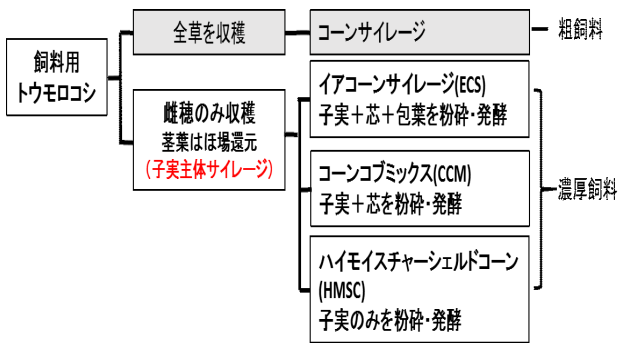 全草を収穫
コーンサイレージ
粗飼料
飼料用
トウモロコシ
雌穂のみ収穫
茎葉はほ場還元
(子実主体サイレージ)
イアコーンサイレージ(ECS)
子実+芯+包葉を粉砕・発酵
コーンコブミックス(CCM)
子実+芯を粉砕・発酵
濃厚飼料
ハイモイスチャーシェルドコーン
(HMSC)
子実のみを粉砕・発酵